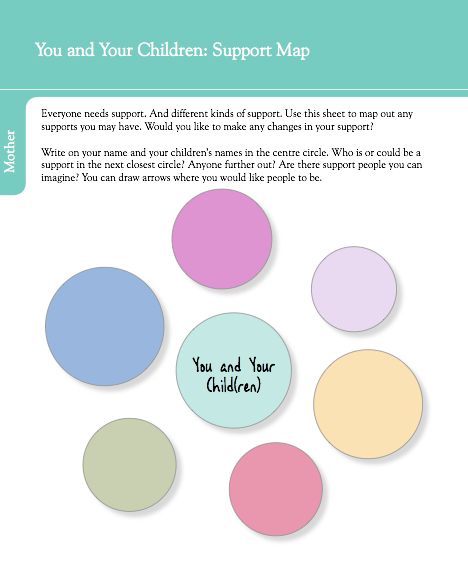 You and Your Children: Support Map
Mother
Everyone needs support. And different kinds of support. Use this sheet to map out any
supports you may have. Would you like to make any changes in your support?
Write on your name and your children's names in the centre circle. Who is or could be a
support in the next closest circle? Anyone further out? Are there support people you can
imagine? You can draw arrows where you would like people to be.
You and Your
Child(ren)